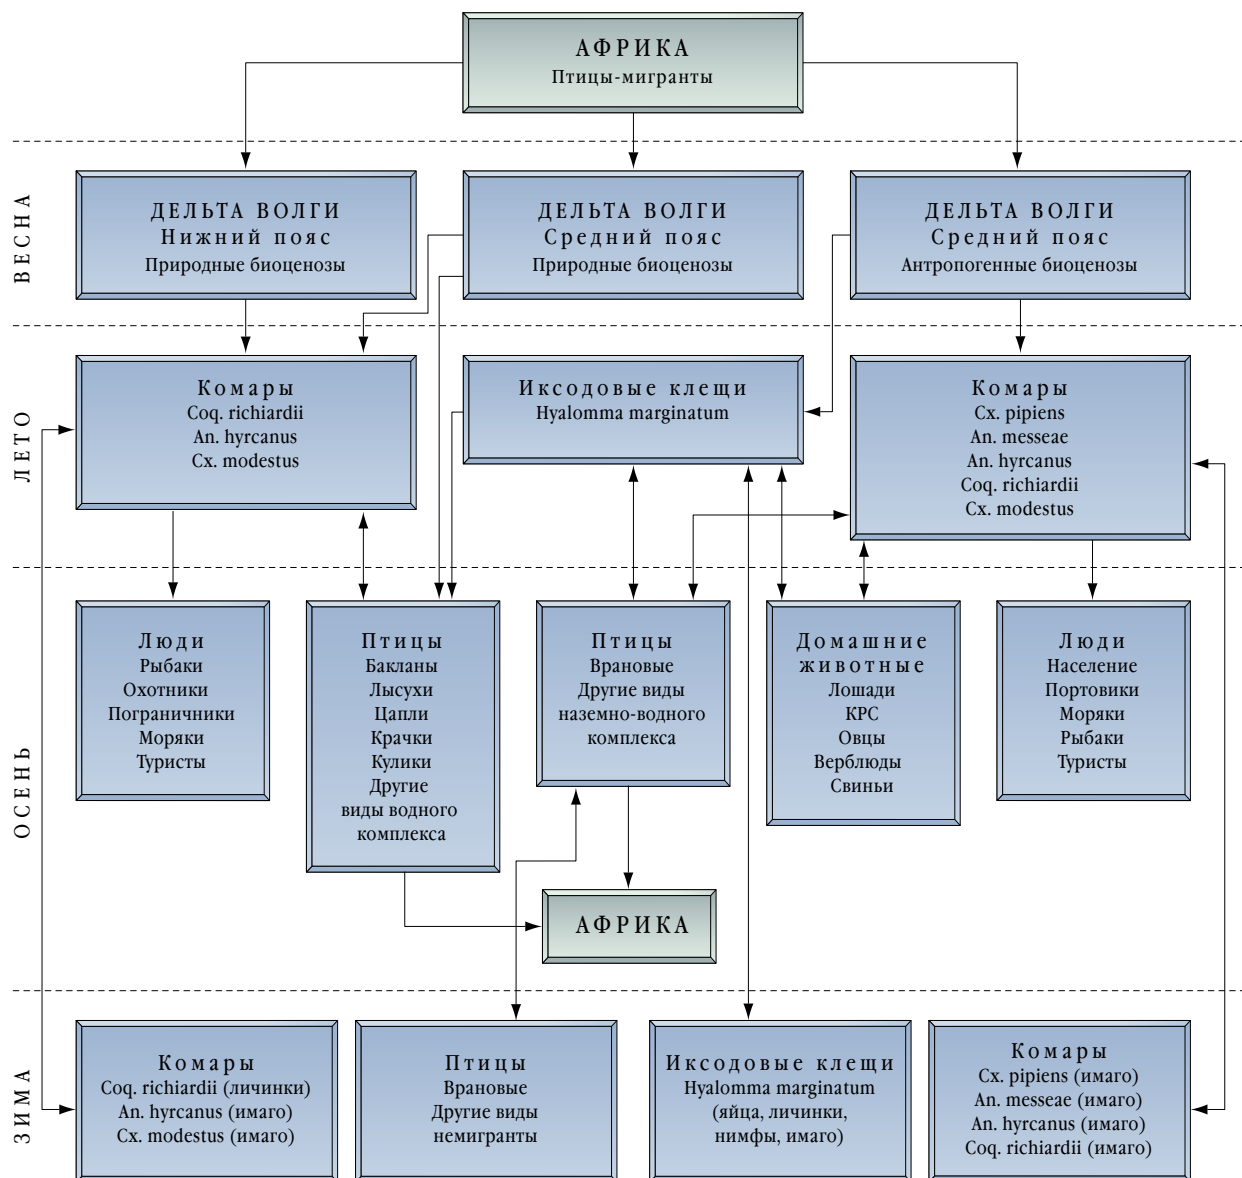 АФРИКА
Птицы-мигранты
ВЕСНА
ДЕЛЬТА ВОЛГИ
Нижний пояс
Природные биоценозы
ДЕЛЬТА ВОЛГИ
Средний пояс
Природные биоценозы
ДЕЛЬТА ВОЛГИ
Средний пояс
Антропогенные биоценозы
ЛЕТО
Комары
Coq. richiardii
An. hyrcanus
Cx. modestus
Иксодовые клещи
Hyalomma marginatum
Комары
Cx. pipiens
An. messeae
An. hyrcanus
Coq. richiardii
Cx. modestus
ОСЕНЬ
Люди
Рыбаки
Охотники
Пограничники
Моряки
Туристы
Птицы
Бакланы
Лысухи
Цапли
Крачки
Кулики
Другие
виды водного
комплекса
Птицы
Врановые
Другие виды
наземно-водного
комплекса
Домашние
животные
Лошади
КРС
Овцы
Верблюды
Свиньи
Люди
Население
Портовики
Моряки
Рыбаки
Туристы
АФРИКА
ЗИМА
Комары
Coq. richiardii (личинки)
An. hyrcanus (имаго)
Cx. modestus (имаго)
Птицы
Врановые
Другие виды
немигранты
Иксодовые клещи
Hyalomma marginatum
(яйца, личинки,
нимфы, имаго)
Комары
Cx. pipiens (имаго)
An. messeae (имаго)
An. hyrcanus (имаго)
Coq. richiardii (имаго)